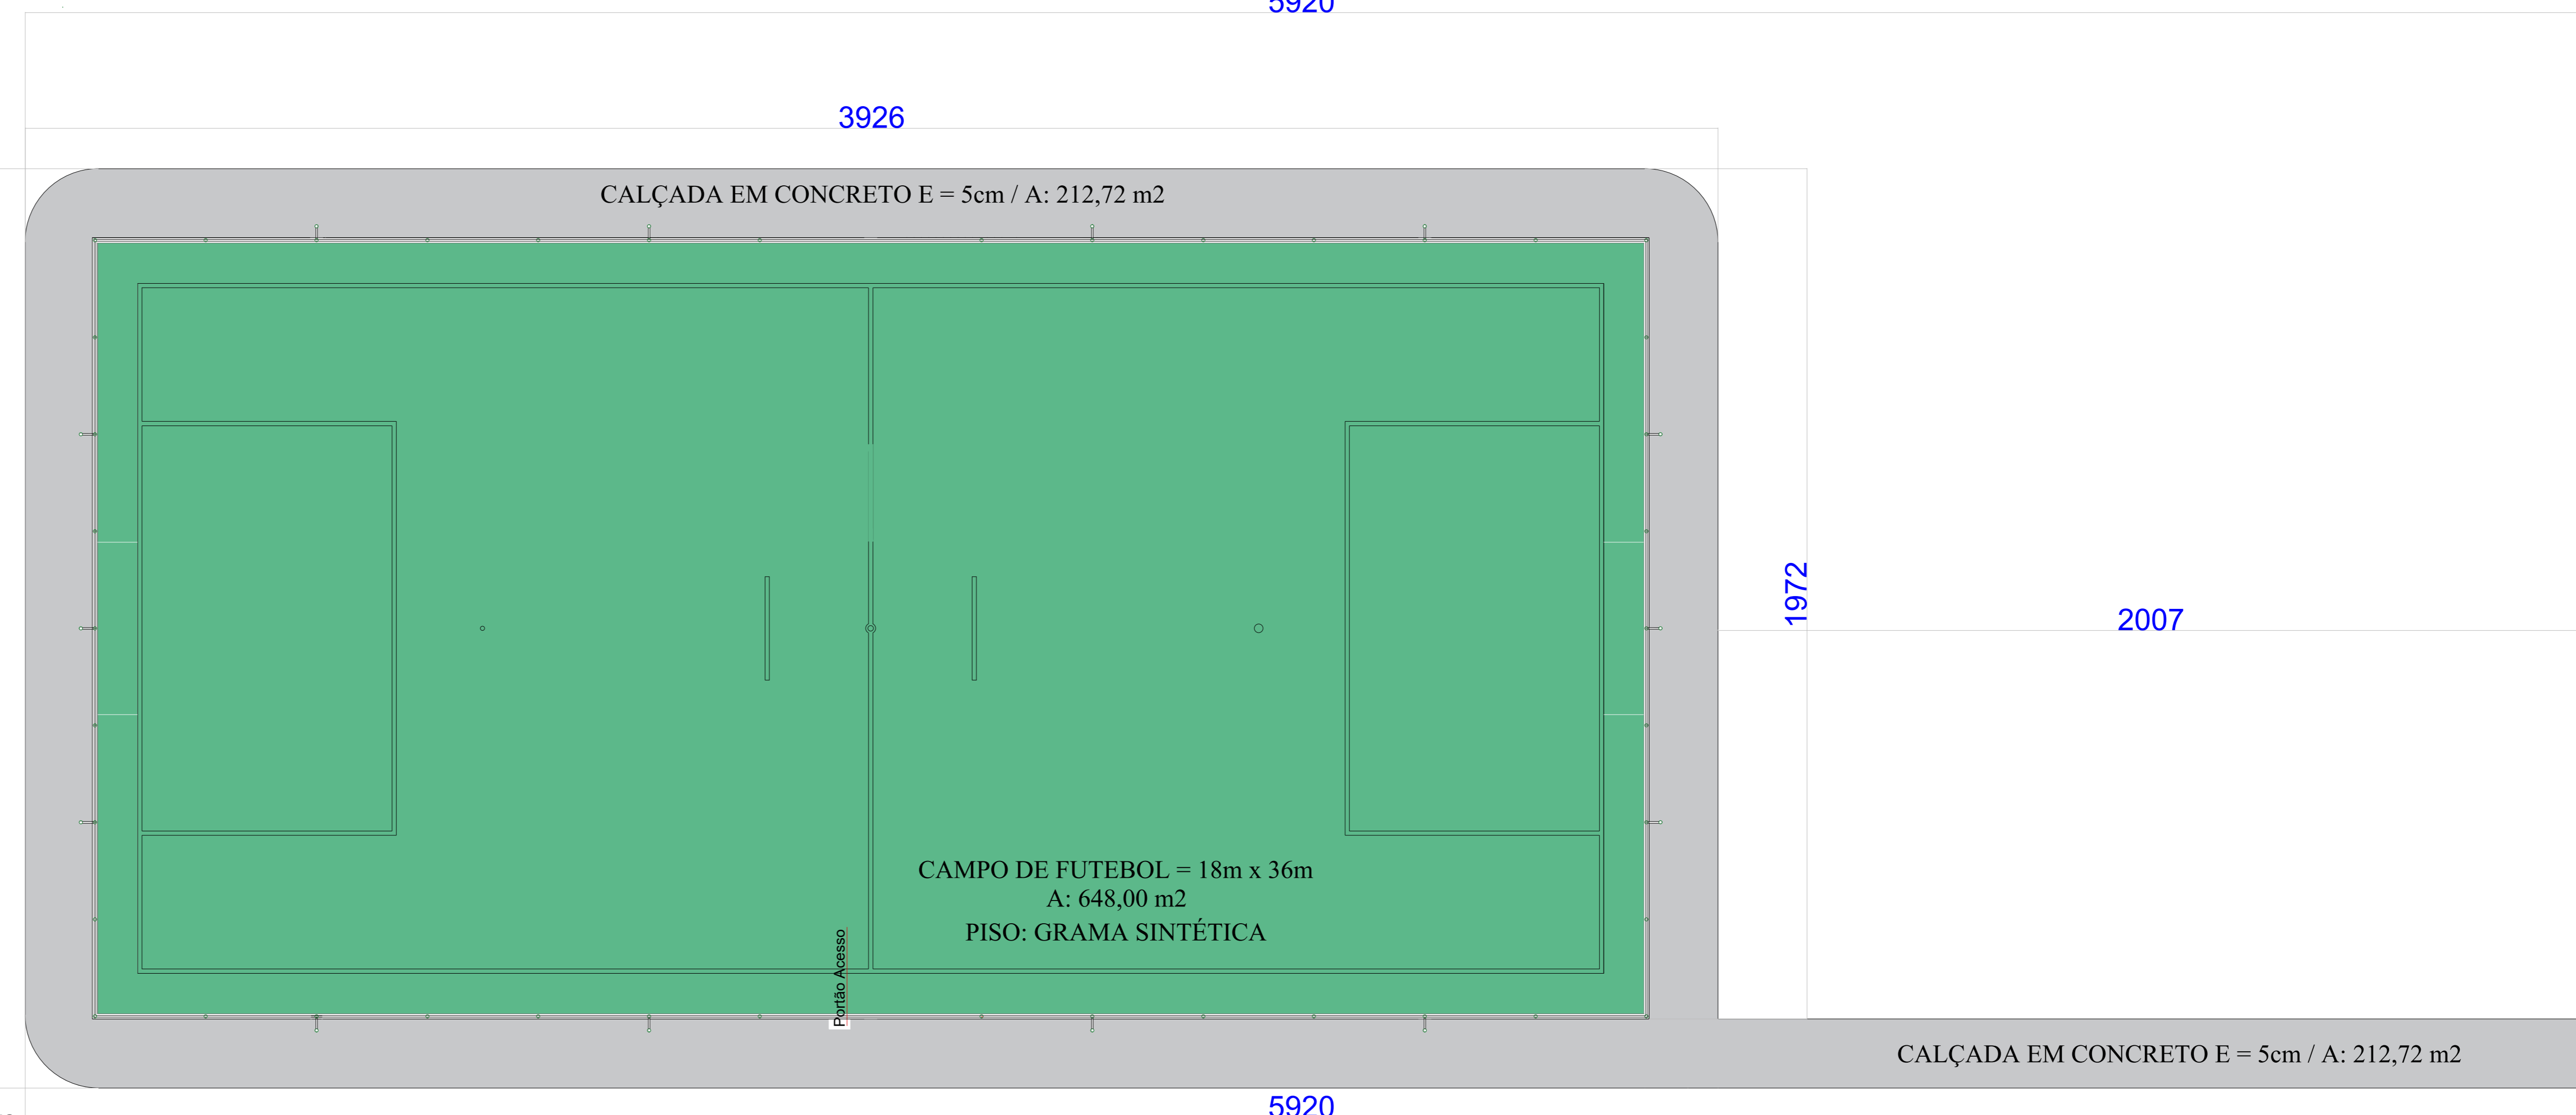 5920
3926
CALÇADA EM CONCRETO E = 5cm / A: 212,72 m2
1972
2007
CAMPO DE FUTEBOL = 18m x 36m
A: 648,00 m2
PISO: GRAMA SINTÉTICA
Portão Acesso
CALÇADA EM CONCRETO E = 5cm / A: 212,72 m2
5920